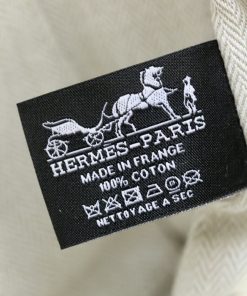 HERMES-PARIS
MADE IN FRANCE
100% COTON
NETTOYAGE A SEC